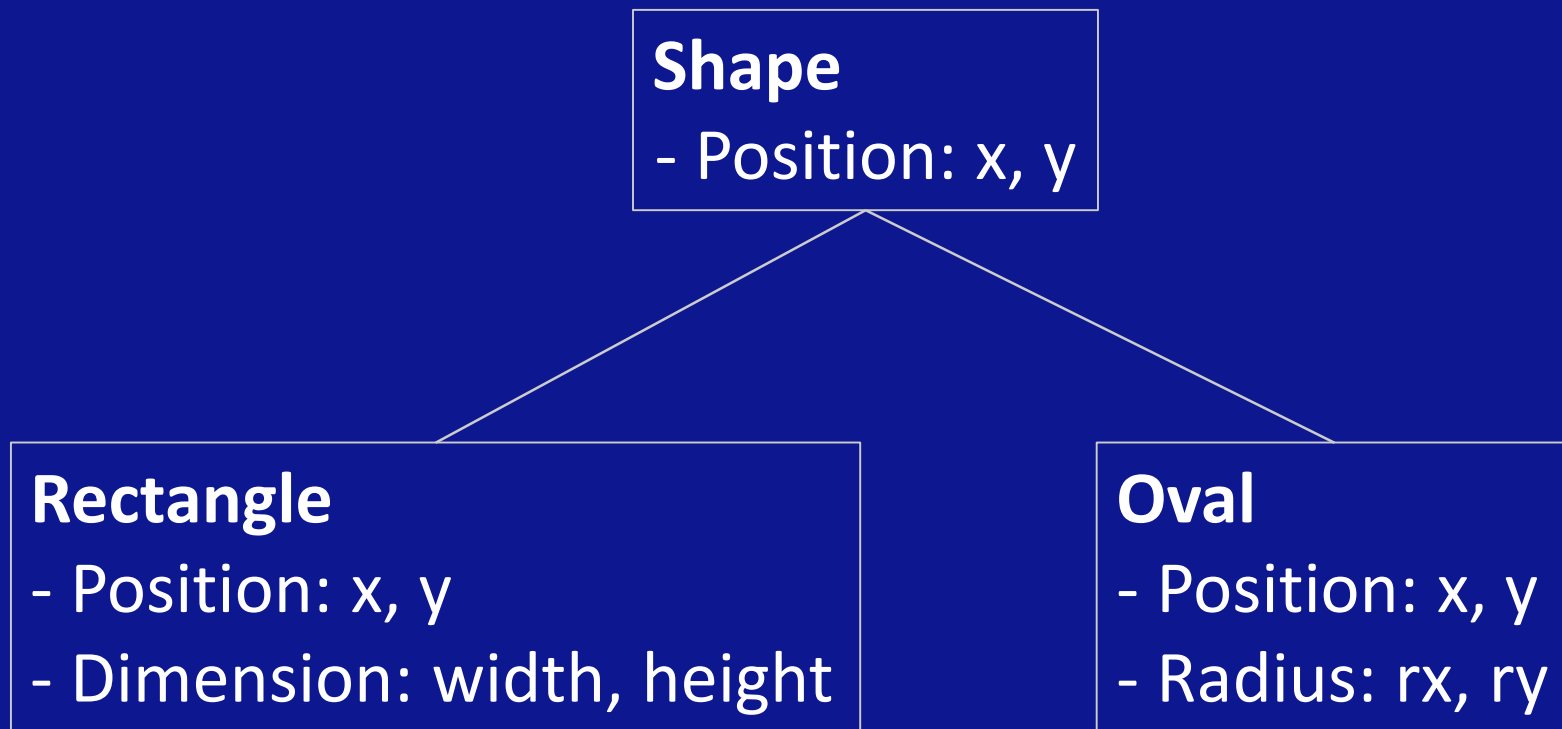 Shape
- Position: x, y
Rectangle
- Position: x, y
- Dimension: width, height
Oval
- Position: x, y
- Radius: rx, ry